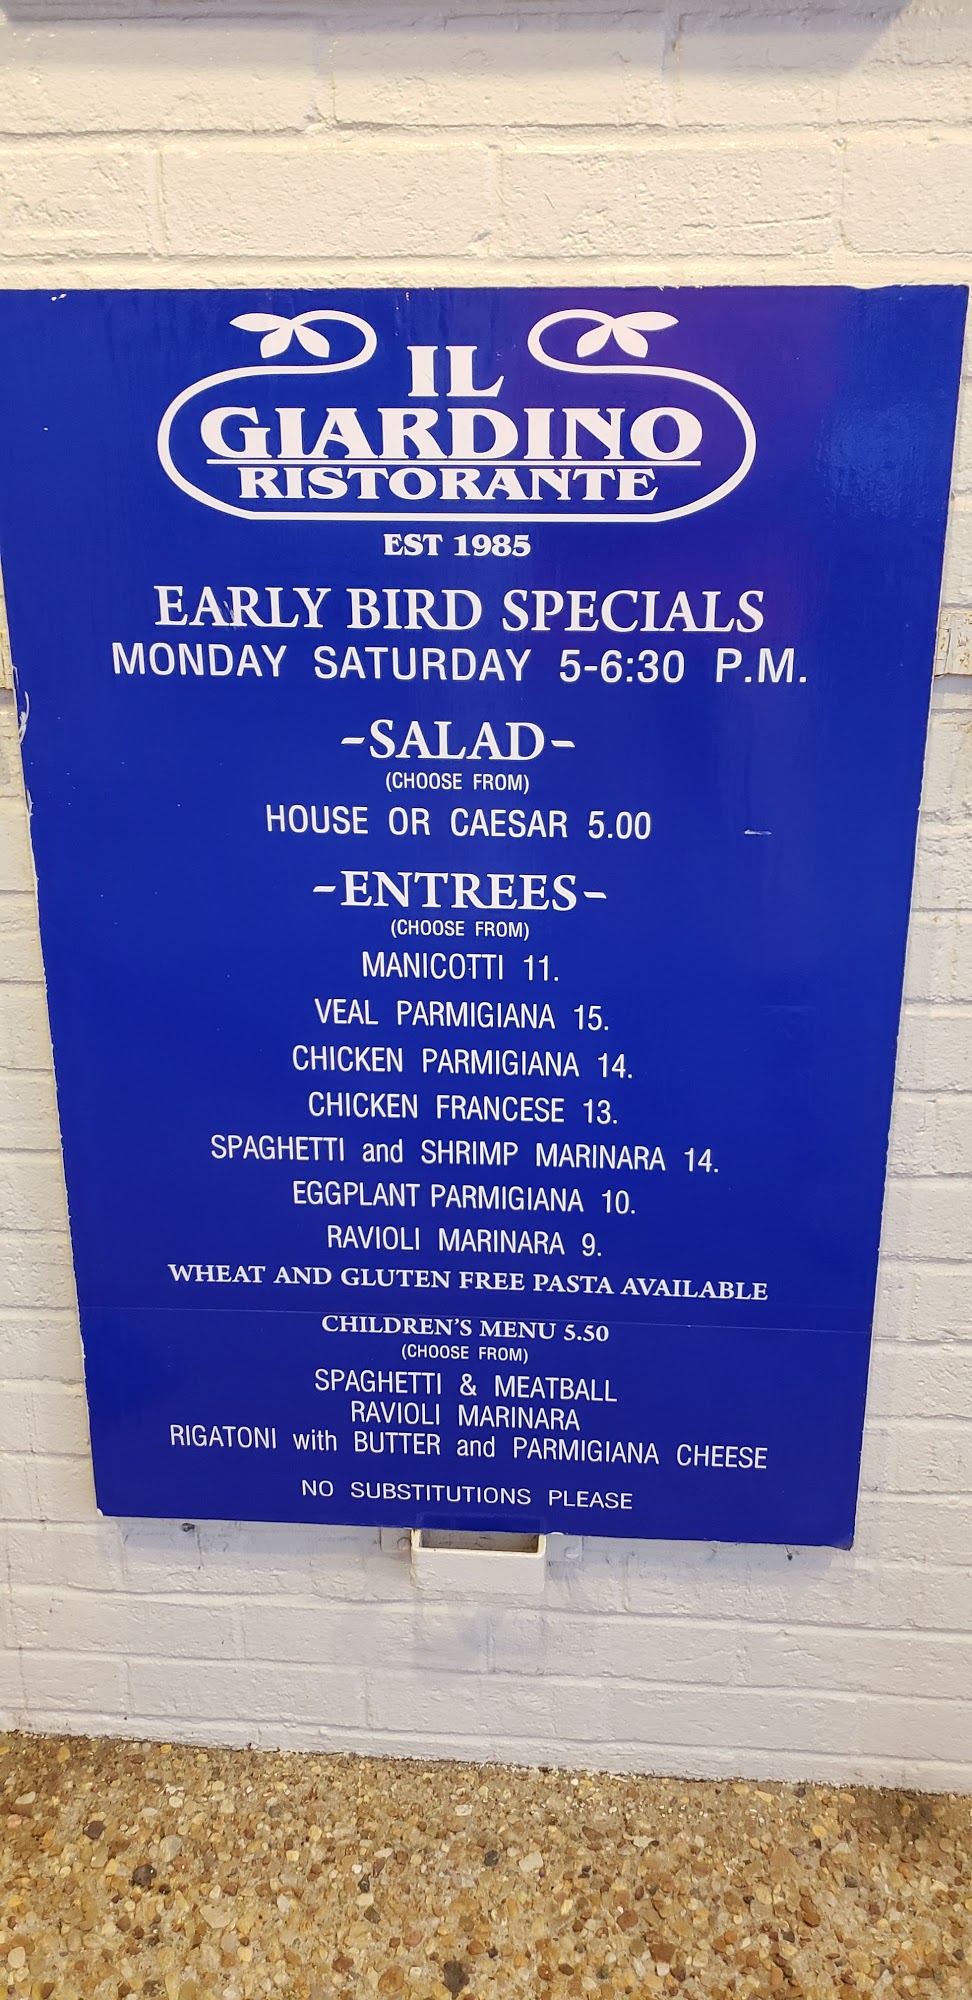 IL
GIARDINO
RISTORANTE
EST 1985
EARLY BIRD SPECIALS
MONDAY SATURDAY 5-6:30 P.M.
-SALAD-
(CHOOSE FROM)
HOUSE OR CAESAR 5.00
-ENTREES-
(CHOOSE FROM)
MANICOTTI 11.
VEAL PARMIGIANA 15.
CHICKEN PARMIGIANA 14.
CHICKEN FRANCESE 13.
SPAGHETTI and SHRIMP MARINARA 14.
EGGPLANT PARMIGIANA 10.
RAVIOLI MARINARA 9.
WHEAT AND GLUTEN FREE PASTA AVAILABLE
CHILDREN'S MENU 5.50
(CHOOSE FROM)
SPAGHETTI & MEATBALL
RAVIOLI MARINARA
RIGATONI with BUTTER and PARMIGIANA CHEESE
NO SUBSTITUTIONS PLEASE